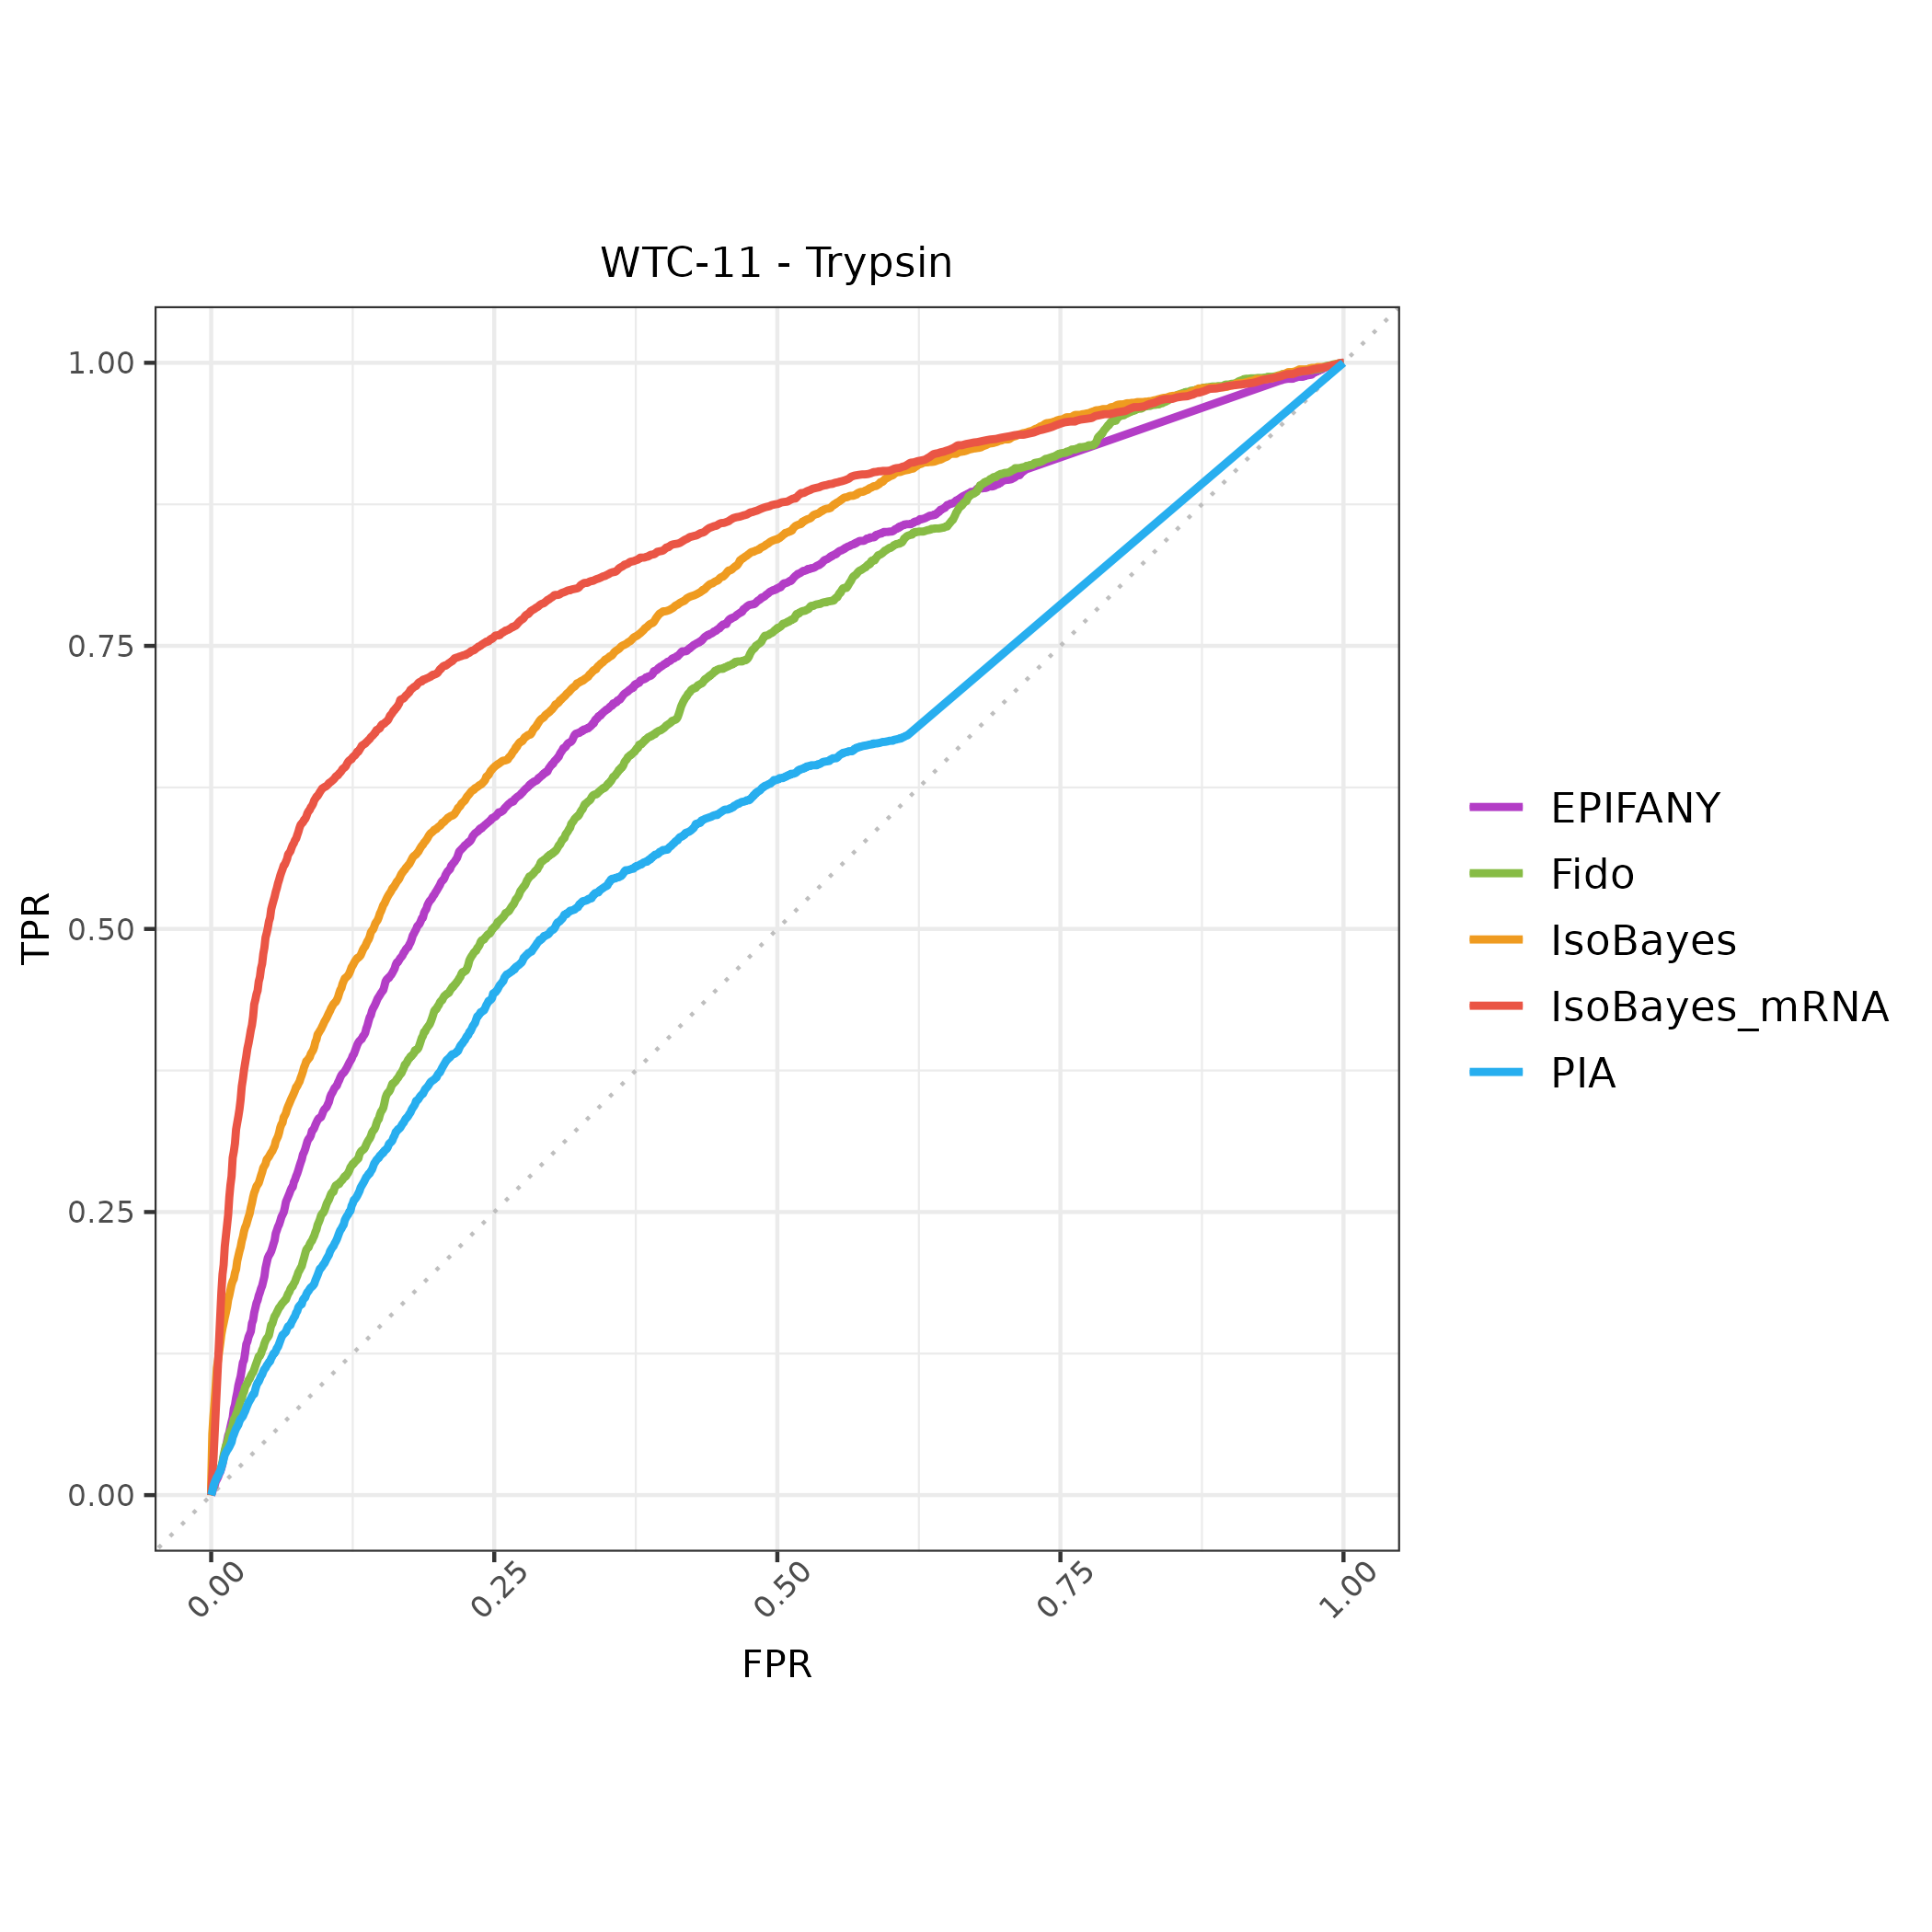 WTC-11 - Trypsin
TPR
1.00
0.75
0.50
0.25
0.00
0.00
0.25
0.50
0.75
1.00
FPR
EPIFANY
Fido
IsoBayes
IsoBayes_mRNA
PIA